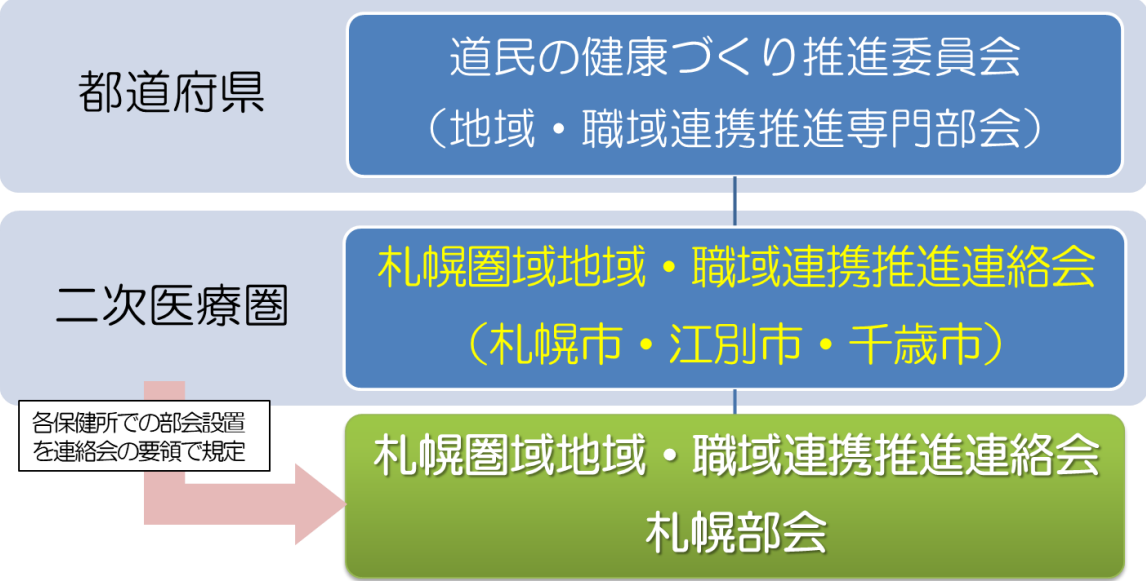 都道府県
道民の健康づくり推進委員会
（地域・職域連携推進専門部会）
二次医療圏
札幌圏域地域・職域連携推進連絡会
（札幌市・江別市・千歳市）
各保健所での部会設置
を連絡会の要領で規定
札幌圏域地域・職域連携推進連絡会
札幌部会